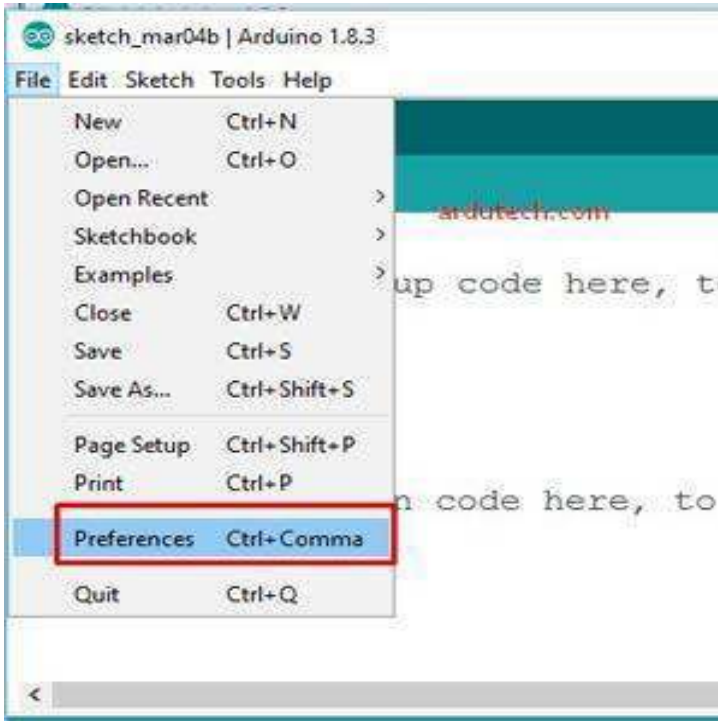 sketch_mar04b | Arduino 1.8.3
File Edit Sketch Tools Help
New Ctrl+N
Open... Ctrl+O
Open Recent >
ardutech.com
Sketchbook >
Examples >
up code here, t
Close Ctrl+W
Save Ctrl+S
Save As... Ctrl+Shift+S
Page Setup Ctrl+Shift+P
Print Ctrl+P
n code here, to
Preferences Ctrl+Comma
Quit Ctrl+Q
<